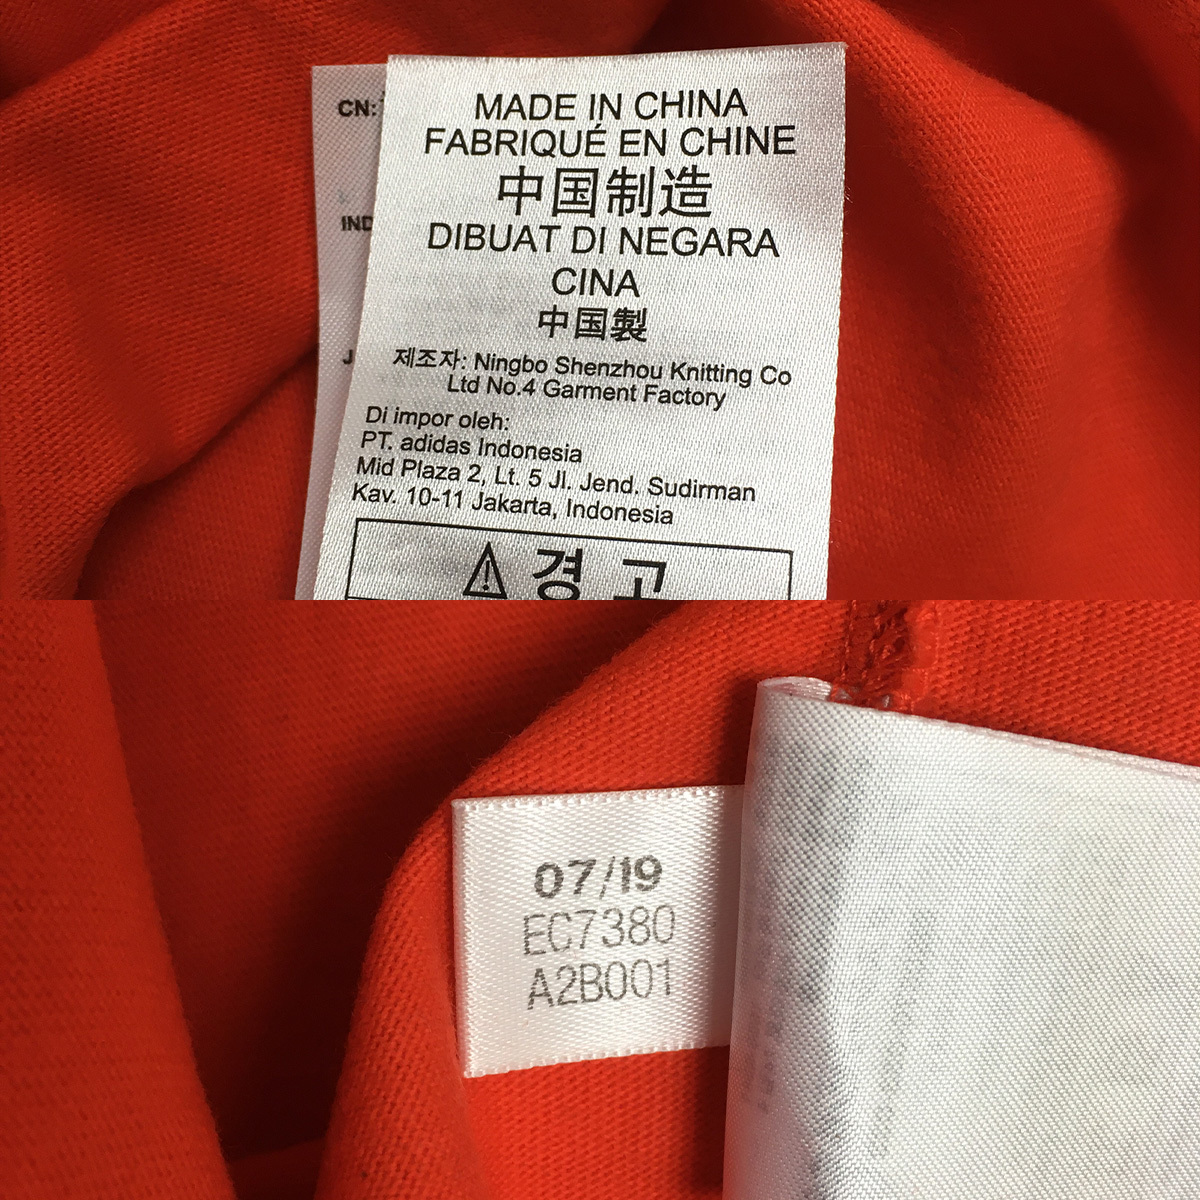 CN:
IND
J
MADE IN CHINA
FABRIQUÉ EN CHINE
中国制造
DIBUAT DI NEGARA
CINA
中国製
제조자: Ningbo Shenzhou Knitting Co
Ltd No.4 Garment Factory
Di impor oleh:
PT. adidas Indonesia
Mid Plaza 2, Lt. 5 Jl. Jend. Sudirman
Kav. 10-11 Jakarta, Indonesia
⚠ 경 고
07/19
EC7380
A2B001